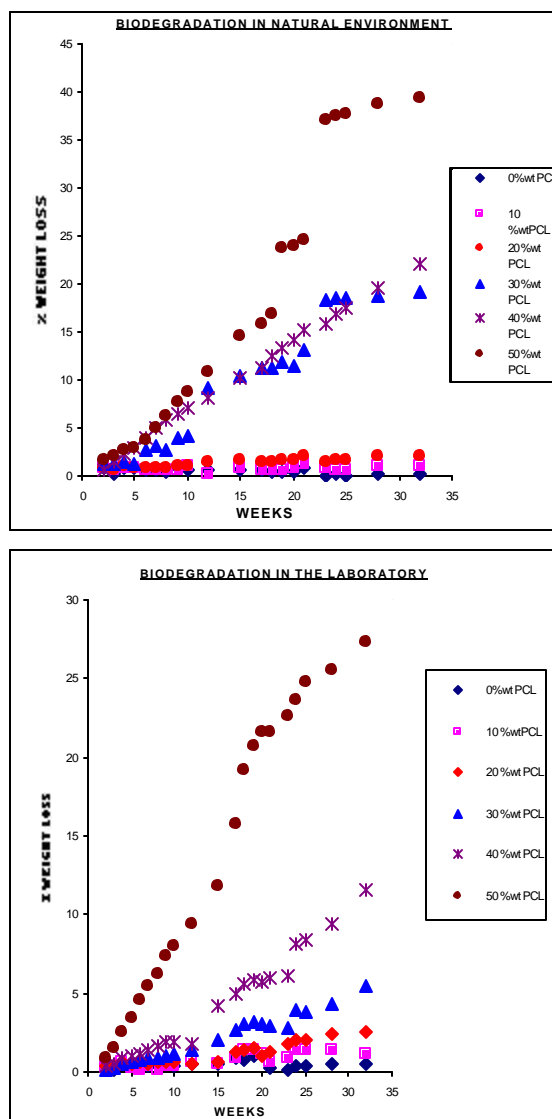 BIODEGRADATION IN NATURAL ENVIRONMENT
45
40
35
30
25
20
15
10
5
0
% WEIGHT LOSS
0 5 10 15 20 25 30 35
WEEKS
0%wt PCL
10
%wtPCL
20%wt
PCL
30%wt
PCL
40%wt
PCL
50%wt
PCL
BIODEGRADATION IN THE LABORATORY
30
25
20
15
10
5
0
% WEIGHT LOSS
0 5 10 15 20 25 30 35
WEEKS
0%wt PCL
10%wtPCL
20%wt PCL
30%wt PCL
40%wt PCL
50%wt PCL